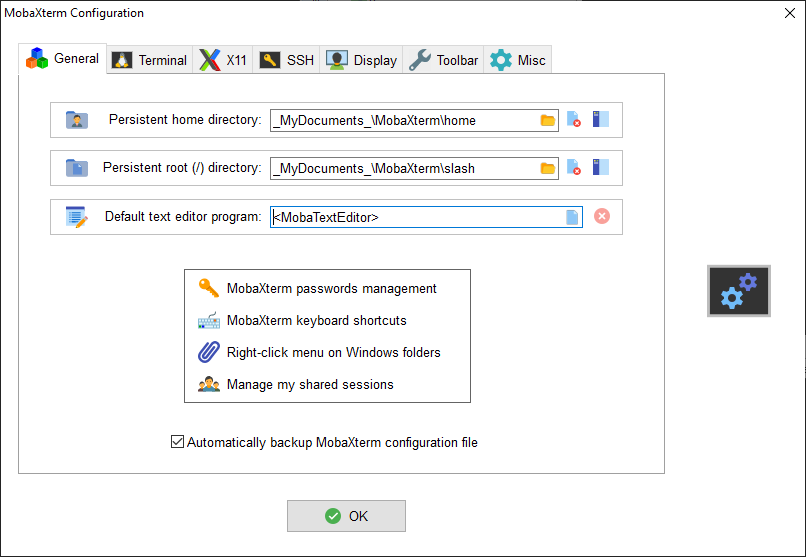 MobaXterm Configuration
General Terminal X11 SSH Display Toolbar Misc
Persistent home directory: _MyDocuments_\MobaXterm\home
Persistent root (/) directory: _MyDocuments_\MobaXterm\slash
Default text editor program: <MobaTextEditor>
MobaXterm passwords management
MobaXterm keyboard shortcuts
Right-click menu on Windows folders
Manage my shared sessions
Automatically backup MobaXterm configuration file
OK